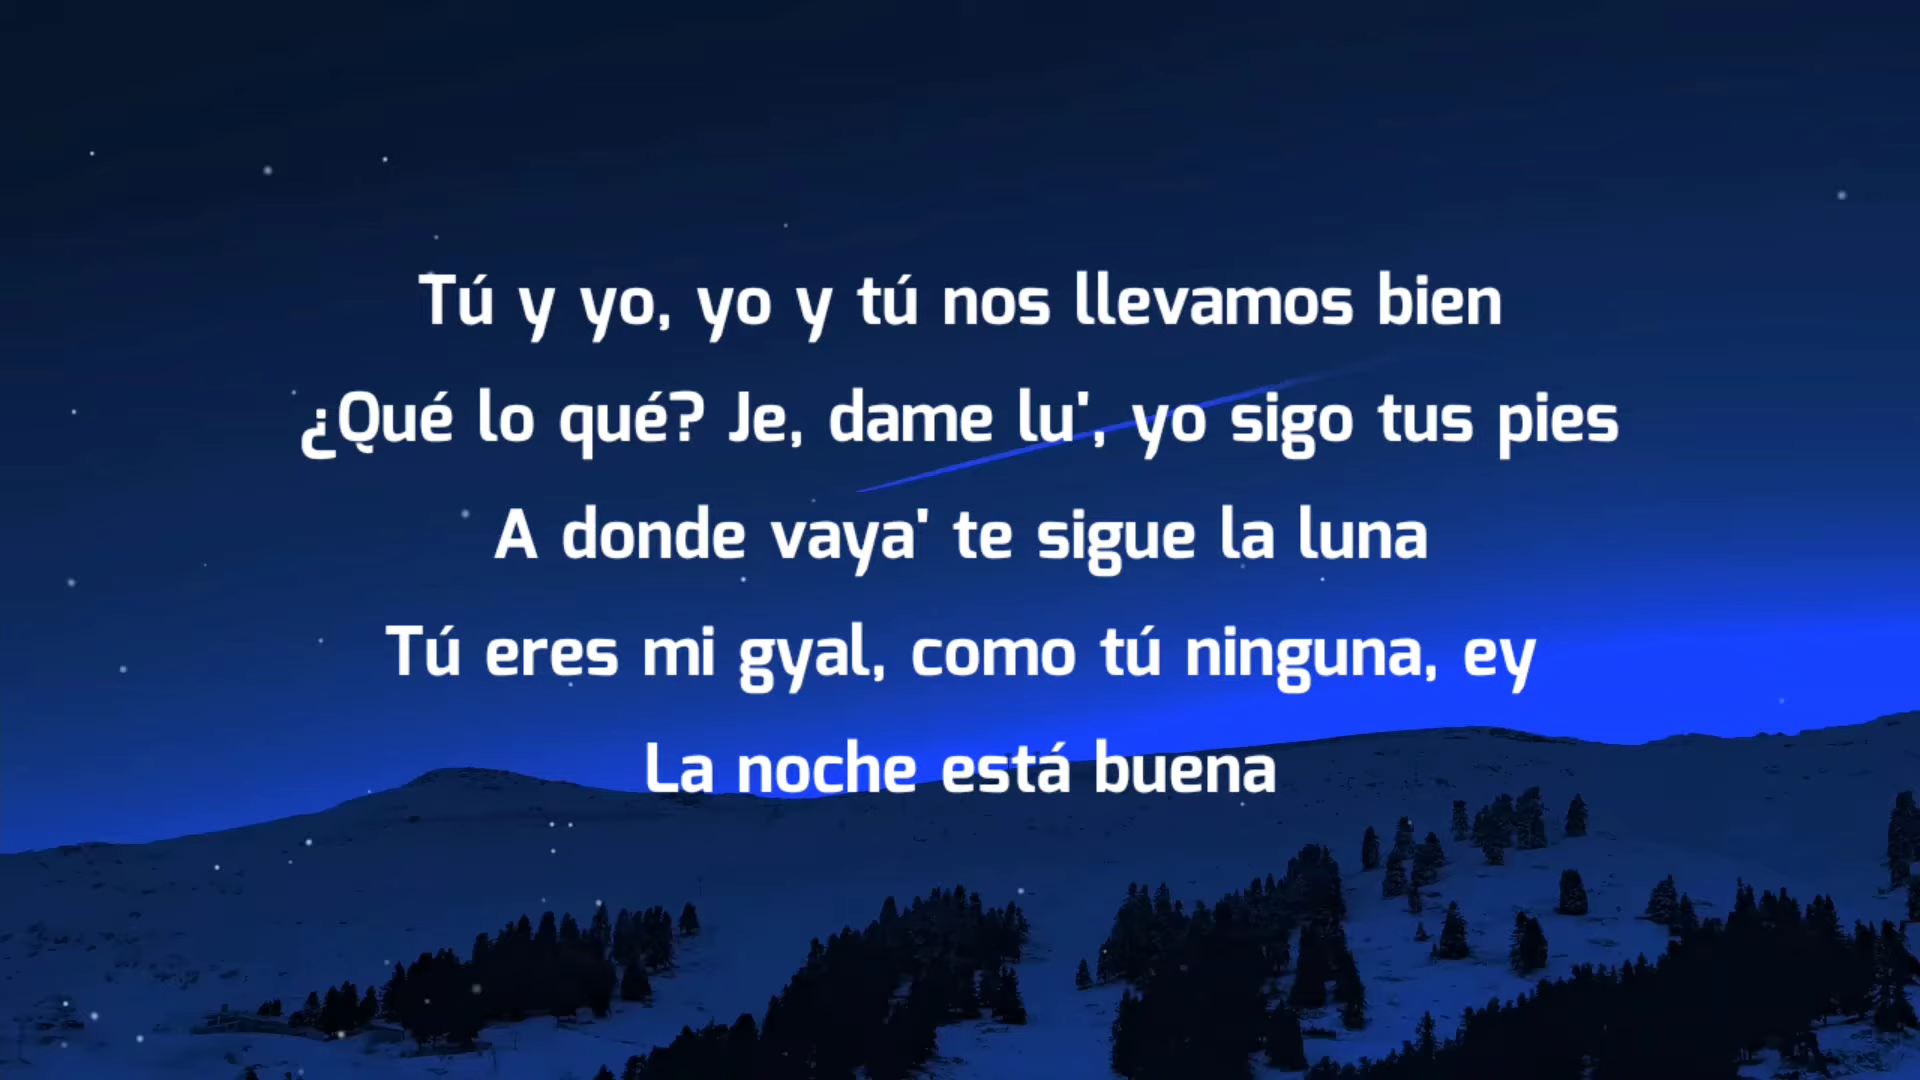 Tú y yo, yo y tú nos llevamos bien
¿Qué lo qué? Je, dame lu', yo sigo tus pies
A donde vaya' te sigue la luna
Tú eres mi gyal, como tú ninguna, ey
La noche está buena